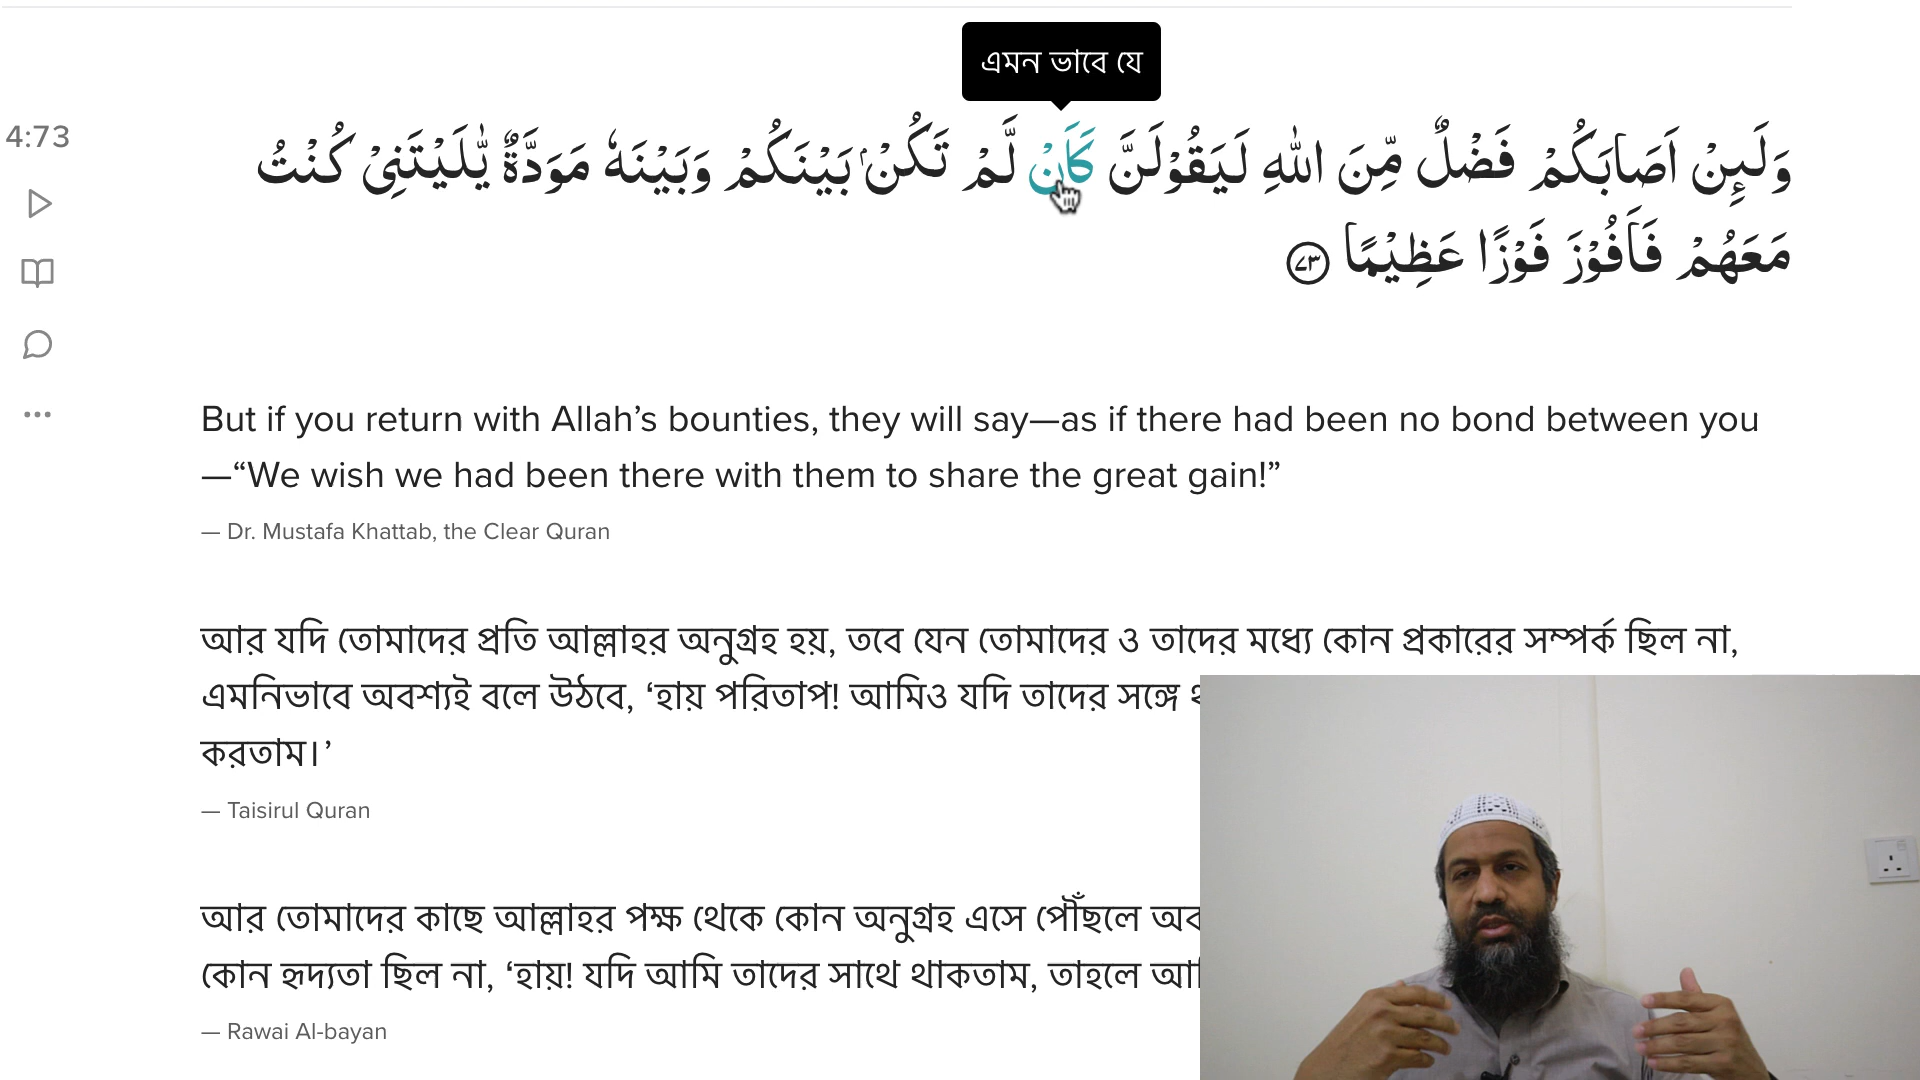 এমন ভাবে যে
4:73
وَلَىِٕنْ اَصَابَكُمْ فَضْلٌ مِّنَ اللّٰهِ لَيَقُوْلَنَّ كَاَنْ لَّمْ تَكُنْۢ بَيْنَكُمْ وَبَيْنَهٗ مَوَدَّةٌ يّٰلَيْتَنِيْ كُنْتُ
مَعَهُمْ فَاَفُوْزَ فَوْزًا عَظِيْمًا ٧٣
But if you return with Allah’s bounties, they will say—as if there had been no bond between you
—“We wish we had been there with them to share the great gain!”
— Dr. Mustafa Khattab, the Clear Quran
আর যদি তোমাদের প্রতি আল্লাহর অনুগ্রহ হয়, তবে যেন তোমাদের ও তাদের মধ্যে কোন প্রকারের সম্পর্ক ছিল না,
এমনিভাবে অবশ্যই বলে উঠবে, ‘হায় পরিতাপ! আমিও যদি তাদের সঙ্গে
করতাম।’
— Taisirul Quran
আর তোমাদের কাছে আল্লাহর পক্ষ থেকে কোন অনুগ্রহ এসে পৌঁছলে
কোন হৃদ্যতা ছিল না, ‘হায়! যদি আমি তাদের সাথে থাকতাম, তাহলে
— Rawai Al-bayan